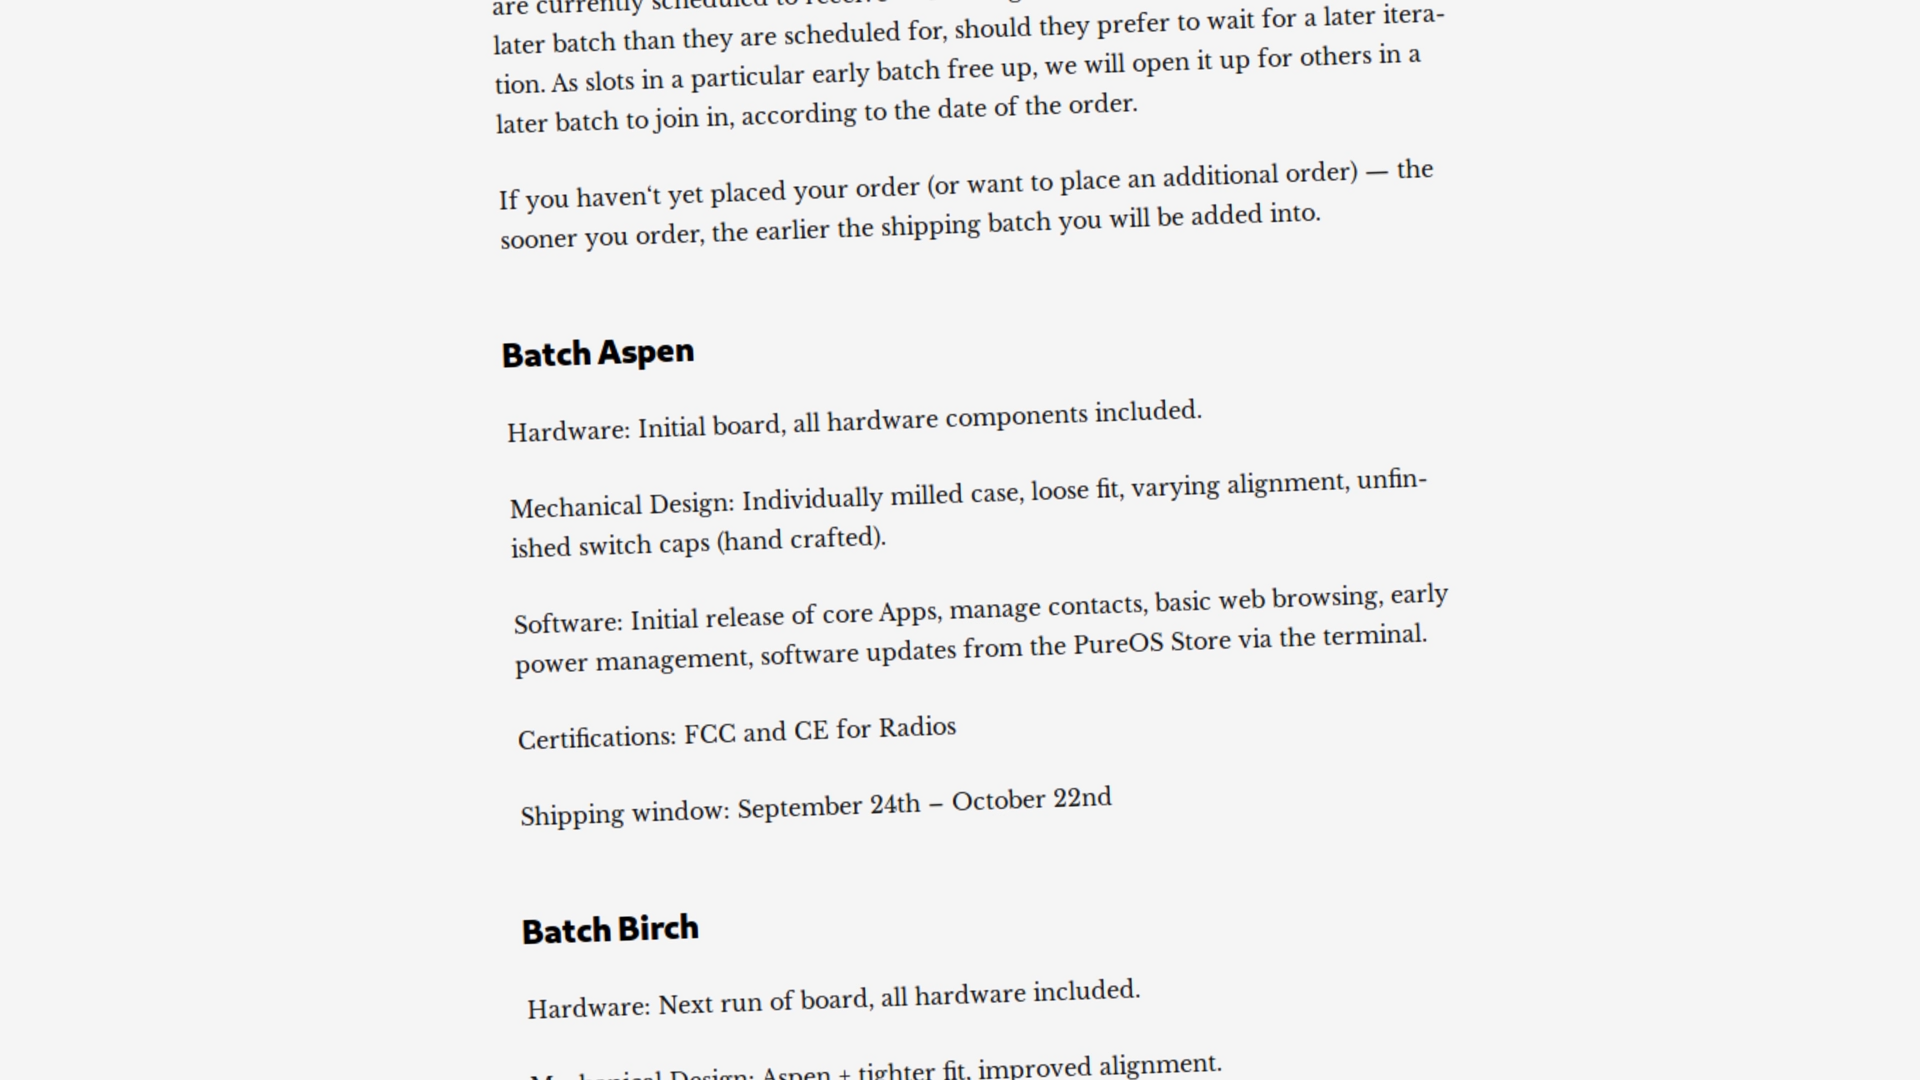 are currently scheduled to
later batch than they are scheduled for, should they prefer to wait for a later itera-
tion. As slots in a particular early batch free up, we will open it up for others in a
later batch to join in, according to the date of the order.
If you haven‘t yet placed your order (or want to place an additional order) — the
sooner you order, the earlier the shipping batch you will be added into.
Batch Aspen
Hardware: Initial board, all hardware components included.
Mechanical Design: Individually milled case, loose fit, varying alignment, unfin-
ished switch caps (hand crafted).
Software: Initial release of core Apps, manage contacts, basic web browsing, early
power management, software updates from the PureOS Store via the terminal.
Certifications: FCC and CE for Radios
Shipping window: September 24th – October 22nd
Batch Birch
Hardware: Next run of board, all hardware included.
Mechanical Design: Aspen + tighter fit, improved alignment.